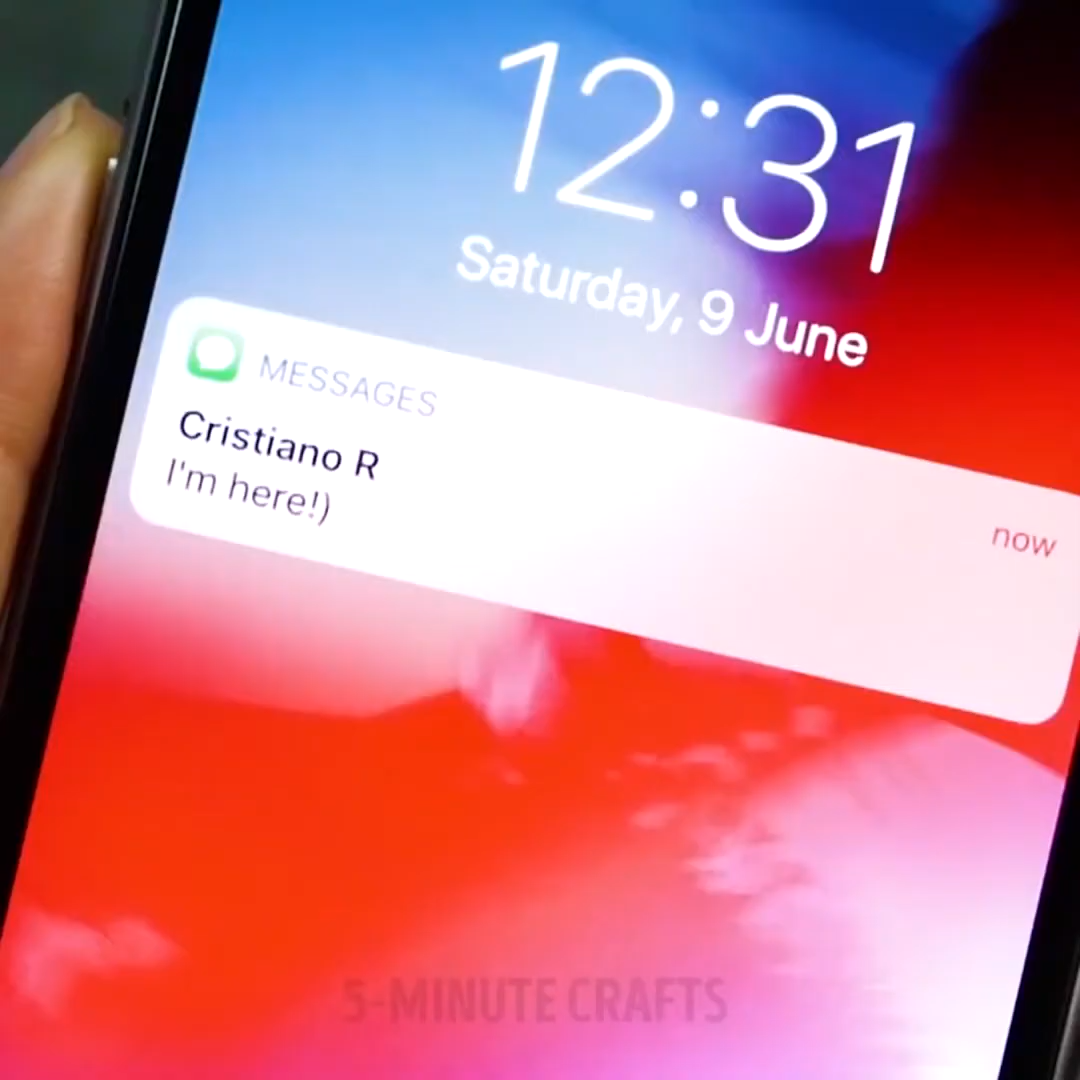 12:31
Saturday, 9 June
MESSAGES
Cristiano R
I'm here!)
now
5-MINUTE CRAFTS